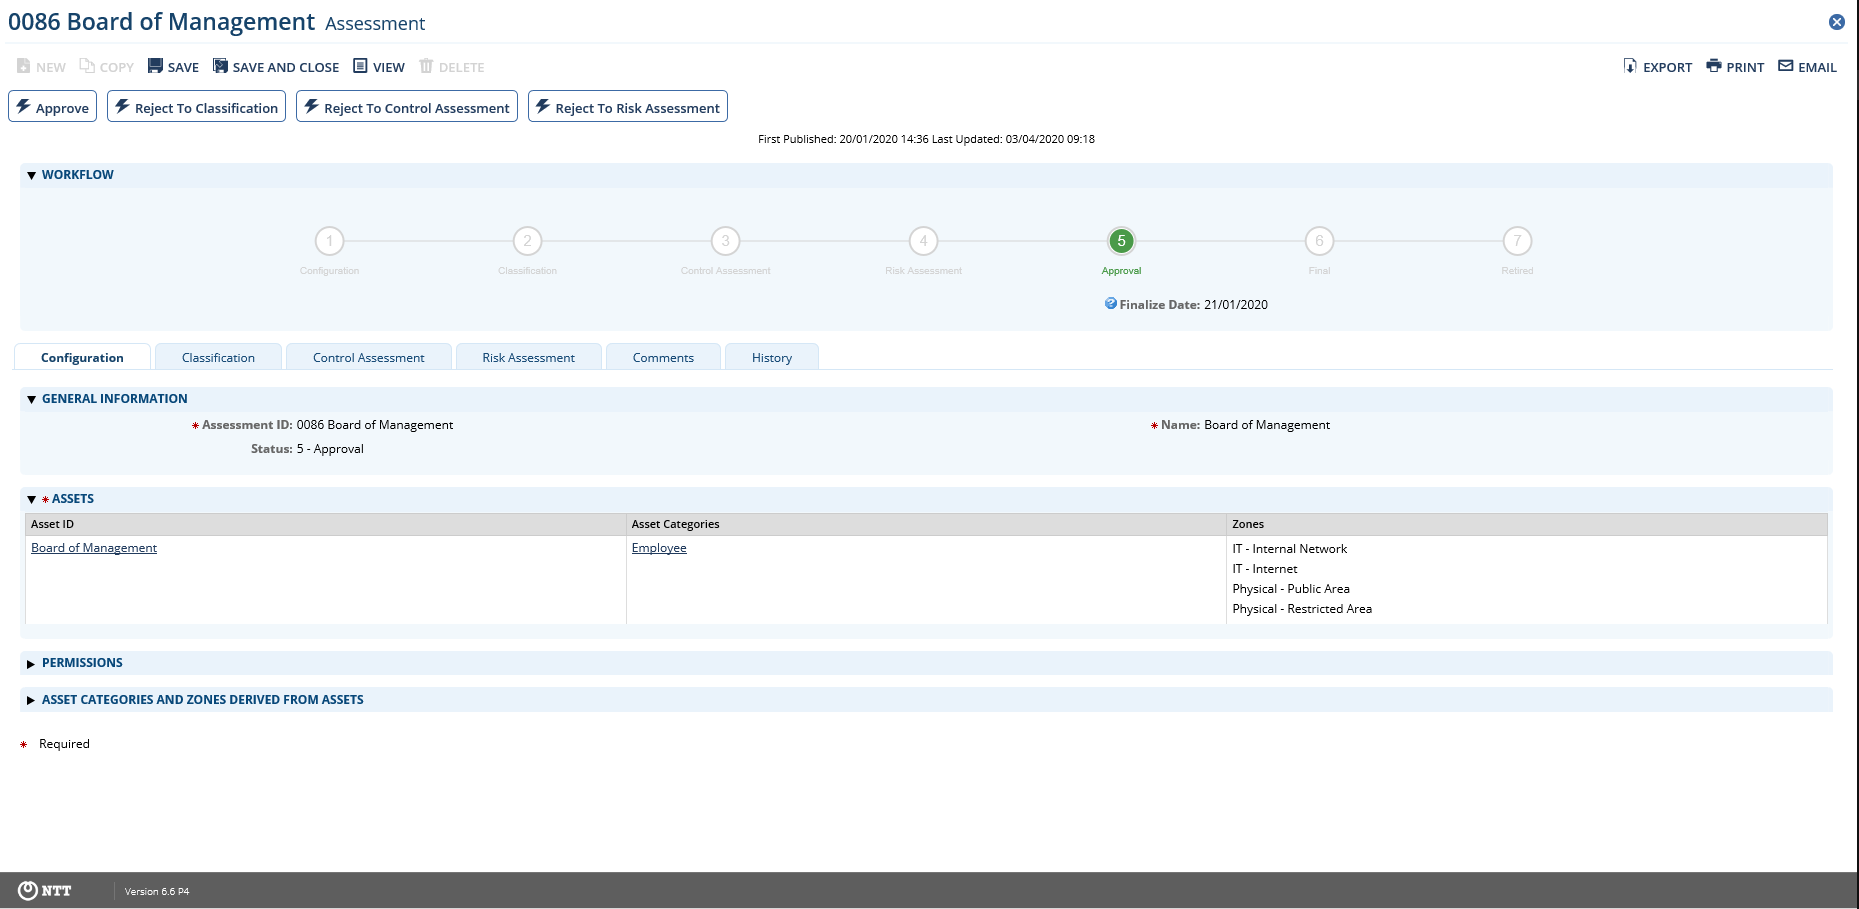 0086 Board of Management Assessment
NEW COPY SAVE SAVE AND CLOSE VIEW DELETE EXPORT PRINT EMAIL
Approve Reject To Classification Reject To Control Assessment Reject To Risk Assessment
First Published: 20/01/2020 14:36 Last Updated: 03/04/2020 09:18
WORKFLOW
1 2 3 4 5 6 7
Configuration Classification Control Assessment Risk Assessment Approval Final Retired
Finalize Date: 21/01/2020
Configuration Classification Control Assessment Risk Assessment Comments History
GENERAL INFORMATION
* Assessment ID: 0086 Board of Management * Name: Board of Management
Status: 5 - Approval
* ASSETS
Asset ID Asset Categories Zones
Board of Management Employee IT - Internal Network
IT - Internet
Physical - Public Area
Physical - Restricted Area
PERMISSIONS
ASSET CATEGORIES AND ZONES DERIVED FROM ASSETS
* Required
NTT Version 6.6 P4